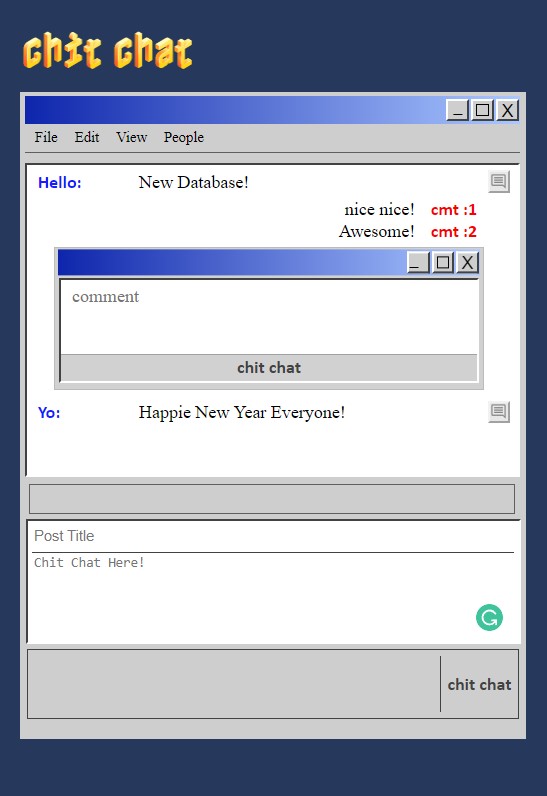 chit chat
File Edit View People
Hello: New Database!
nice nice! cmt :1
Awesome! cmt :2
comment
chit chat
Yo: Happie New Year Everyone!
Post Title
Chit Chat Here!
chit chat